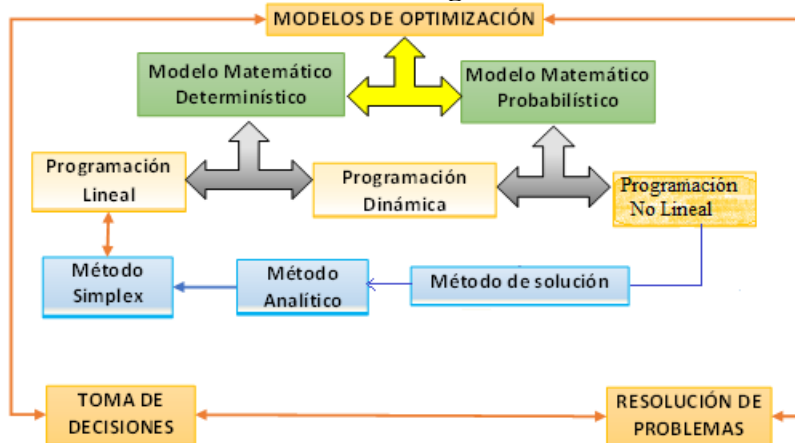 MODELOS DE OPTIMIZACIÓN
Modelo Matemático
Determinístico
Modelo Matemático
Probabilístico
Programación
Lineal
Programación
Dinámica
Programación
No Lineal
Método
Simplex
Método
Analítico
Método de solución
TOMA DE
DECISIONES
RESOLUCIÓN DE
PROBLEMAS